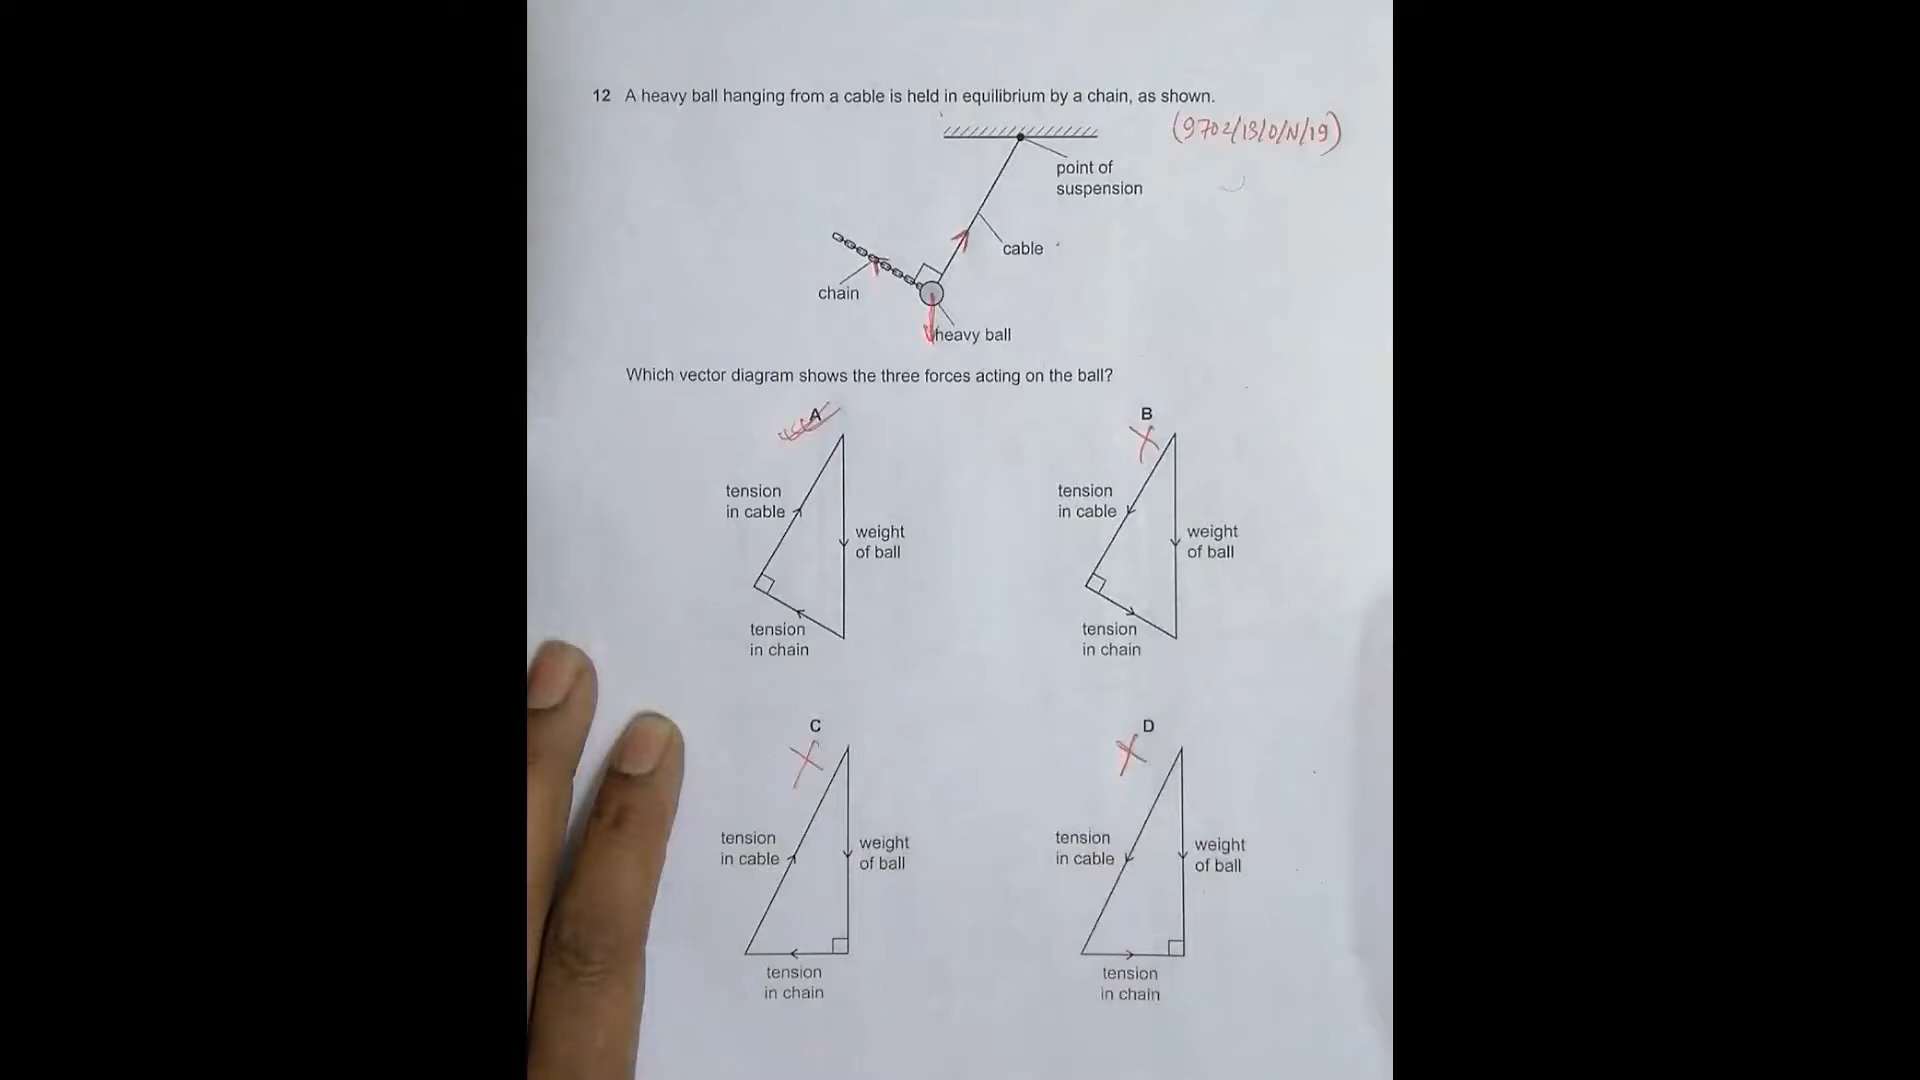 12 A heavy ball hanging from a cable is held in equilibrium by a chain, as shown.
(9702/13/O/N/19)
point of
suspension
cable
chain
heavy ball
Which vector diagram shows the three forces acting on the ball?
A
tension
in cable
weight
of ball
tension
in chain
B
tension
in cable
weight
of ball
tension
in chain
C
tension
in cable
weight
of ball
tension
in chain
D
tension
in cable
weight
of ball
tension
in chain